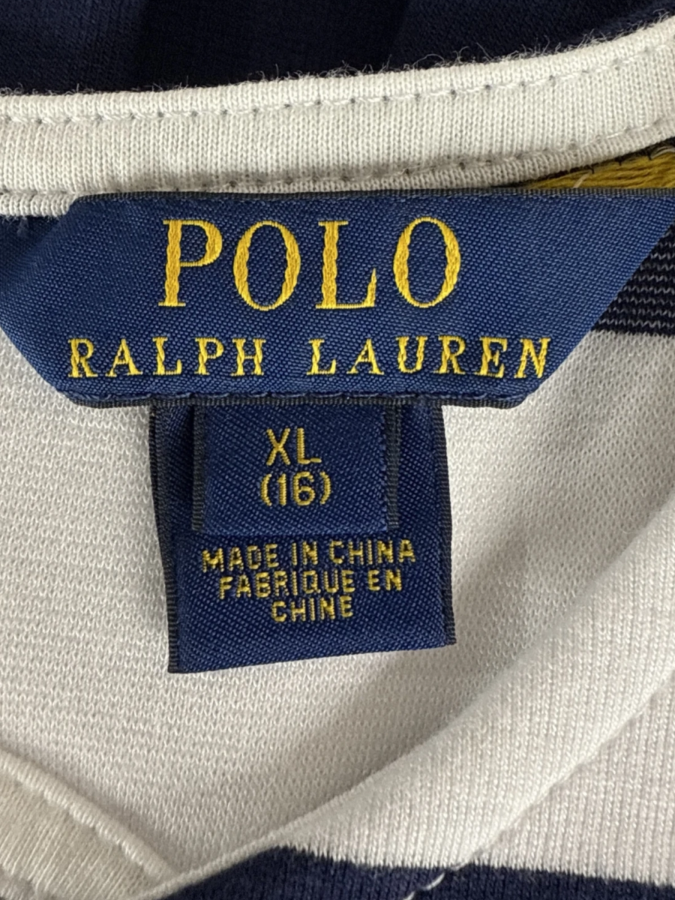 POLO
RALPH LAUREN
XL
(16)
MADE IN CHINA
FABRIQUE EN
CHINE